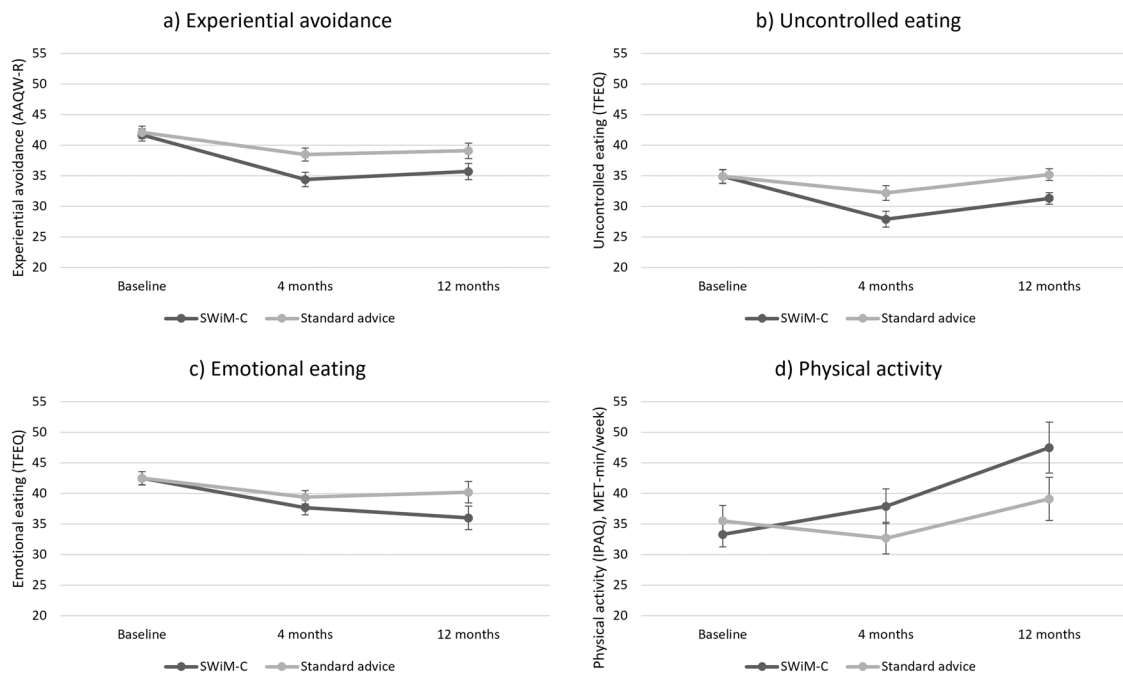 a) Experiential avoidance
Experiential avoidance (AAQW-R)
55
50
45
40
35
30
25
20
Baseline 4 months 12 months
SWiM-C Standard advice
b) Uncontrolled eating
Uncontrolled eating (TFEQ)
55
50
45
40
35
30
25
20
Baseline 4 months 12 months
SWiM-C Standard advice
c) Emotional eating
Emotional eating (TFEQ)
55
50
45
40
35
30
25
20
Baseline 4 months 12 months
SWiM-C Standard advice
d) Physical activity
Physical activity (IPAQ), MET-min/week)
55
50
45
40
35
30
25
20
Baseline 4 months 12 months
SWiM-C Standard advice